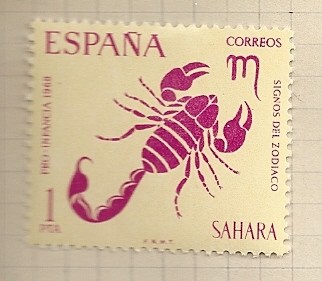 ESPAÑA
CORREOS
PRO INFANCIA 1968
SIGNOS DEL ZODIACO
1
PTA
SAHARA
F.N.M.T.